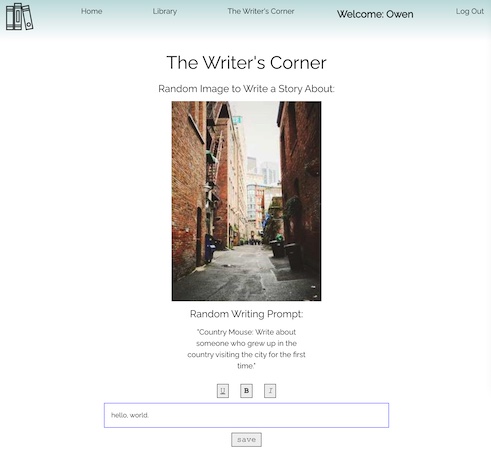 Home
Library
The Writer's Corner
Welcome: Owen
Log Out
The Writer's Corner
Random Image to Write a Story About:
Random Writing Prompt:
"Country Mouse: Write about
someone who grew up in the
country visiting the city for the first
time."
U
B
I
hello, world.
save